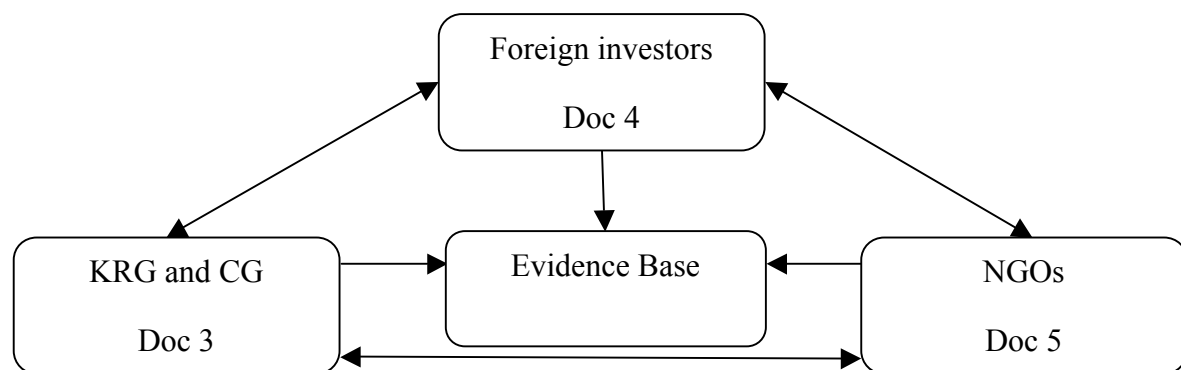 Foreign investors
Doc 4
KRG and CG
Doc 3
Evidence Base
NGOs
Doc 5